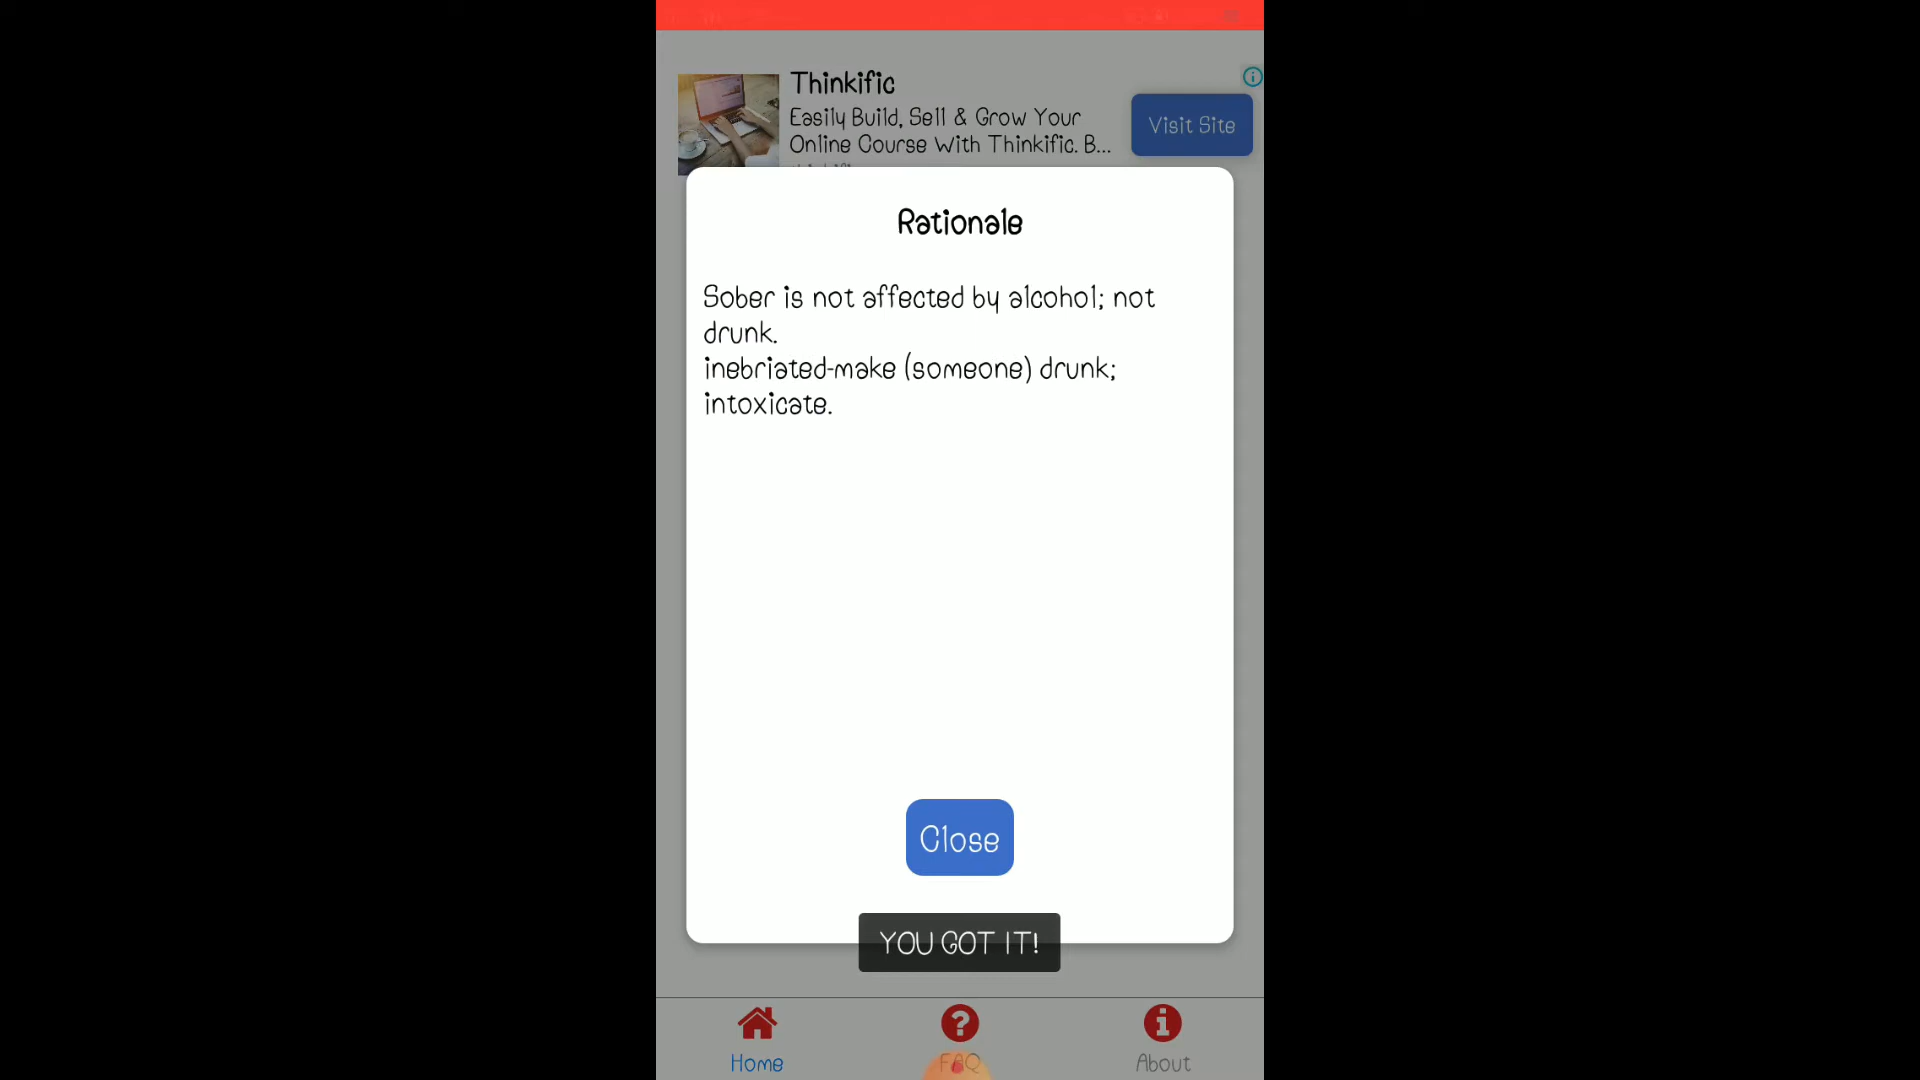 Thinkific
Easily Build, Sell & Grow Your
Online Course With Thinkific. B...
Visit Site
Rationale
Sober is not affected by alcohol; not
drunk.
inebriated-make (someone) drunk;
intoxicate.
Close
YOU GOT IT!
Home
FAQ
About